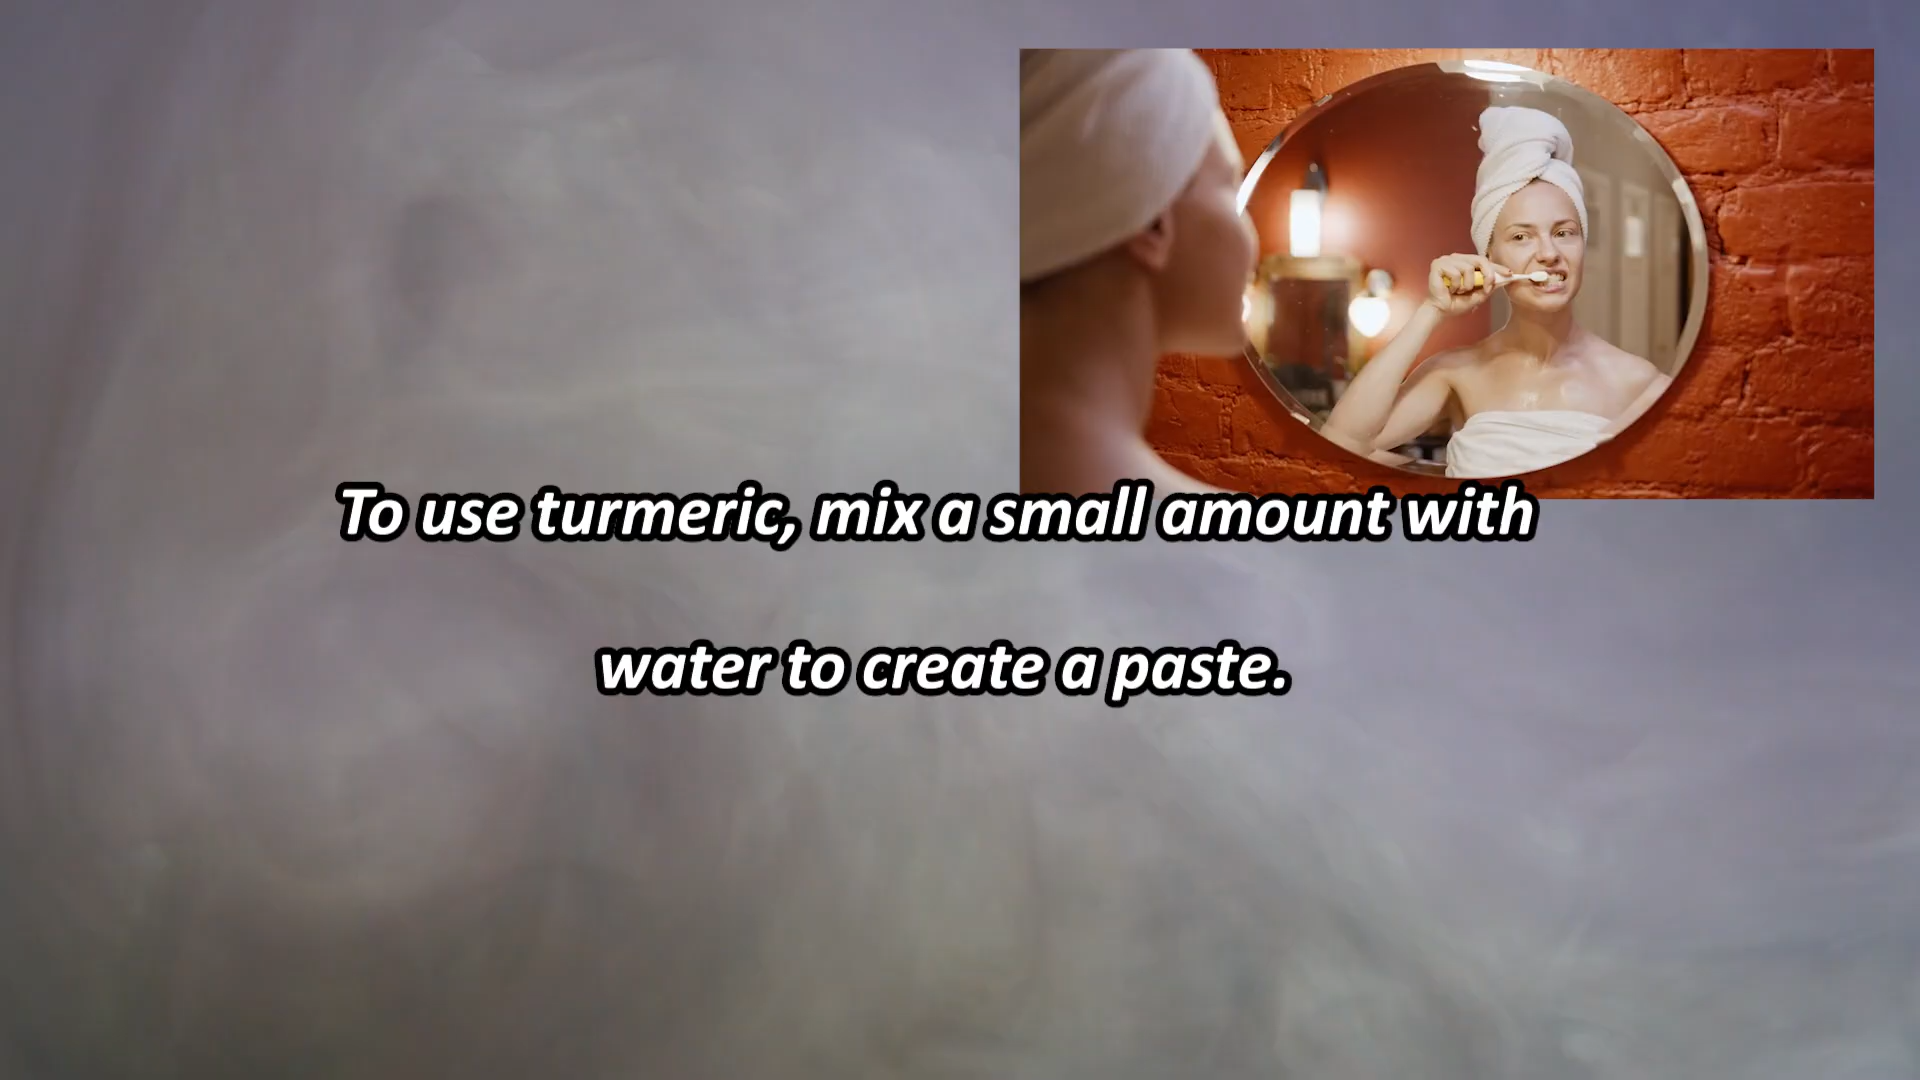 To use turmeric, mix a small amount with
water to create a paste.